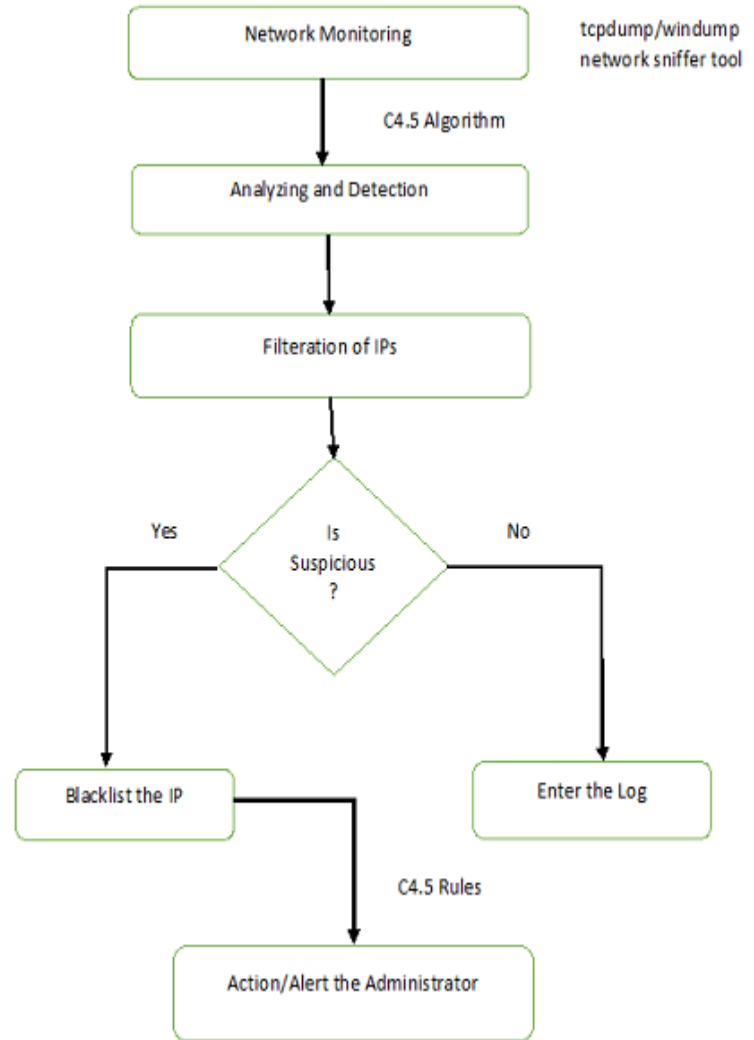 Network Monitoring
tcpdump/windump
network sniffer tool
C4.5 Algorithm
Analyzing and Detection
Filteration of IPs
Yes
Is
Suspicious
?
No
Blacklist the IP
Enter the Log
C4.5 Rules
Action/Alert the Administrator